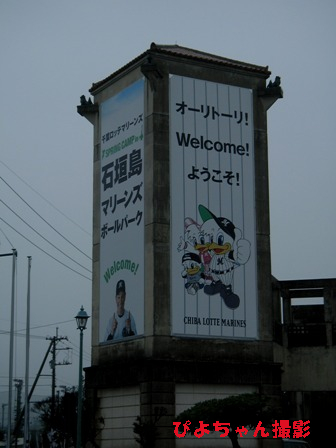 千葉ロッテマリーンズ
SPRING CAMP in
石垣島
マリーンズ
ボールパーク
Welcome!
オーリトーリ!
Welcome!
ようこそ!
CHIBA LOTTE MARINES
ぴよちゃん撮影